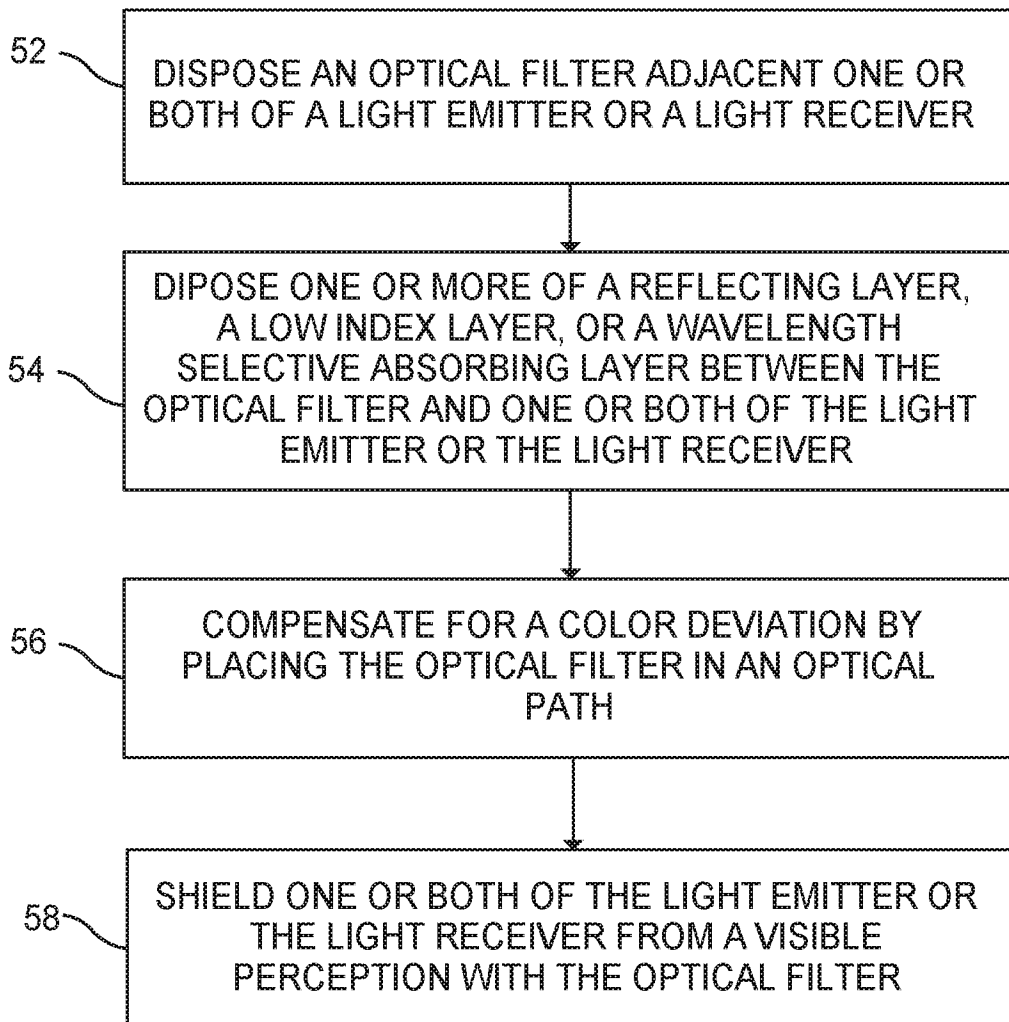 52
DISPOSE AN OPTICAL FILTER ADJACENT ONE OR
BOTH OF A LIGHT EMITTER OR A LIGHT RECEIVER
54
DIPOSE ONE OR MORE OF A REFLECTING LAYER,
A LOW INDEX LAYER, OR A WAVELENGTH
SELECTIVE ABSORBING LAYER BETWEEN THE
OPTICAL FILTER AND ONE OR BOTH OF THE LIGHT
EMITTER OR THE LIGHT RECEIVER
56
COMPENSATE FOR A COLOR DEVIATION BY
PLACING THE OPTICAL FILTER IN AN OPTICAL
PATH
58
SHIELD ONE OR BOTH OF THE LIGHT EMITTER OR
THE LIGHT RECEIVER FROM A VISIBLE
PERCEPTION WITH THE OPTICAL FILTER